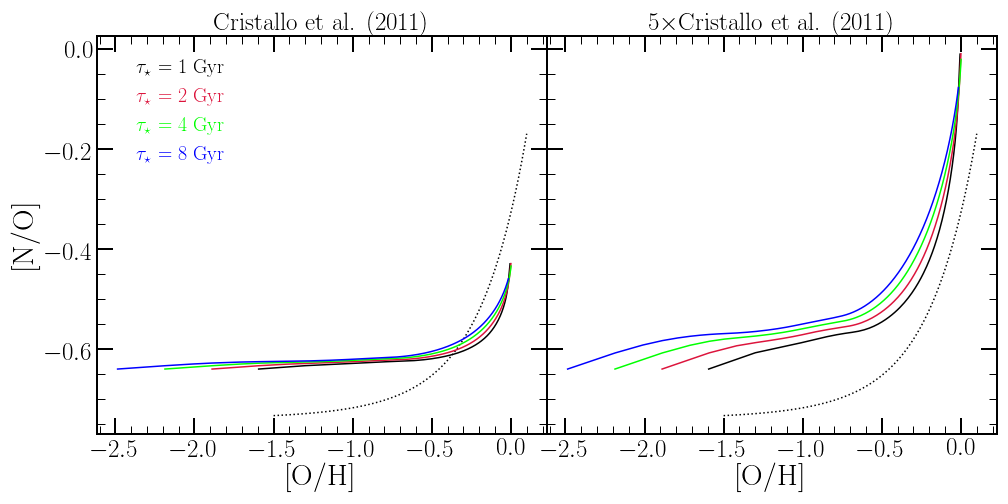 Cristallo et al. (2011)
5×Cristallo et al. (2011)
[N/O]
0.0
−0.2
−0.4
−0.6
τ⋆ = 1 Gyr
τ⋆ = 2 Gyr
τ⋆ = 4 Gyr
τ⋆ = 8 Gyr
−2.5 −2.0 −1.5 −1.0 −0.5 0.0
−2.5 −2.0 −1.5 −1.0 −0.5 0.0
[O/H]
[O/H]